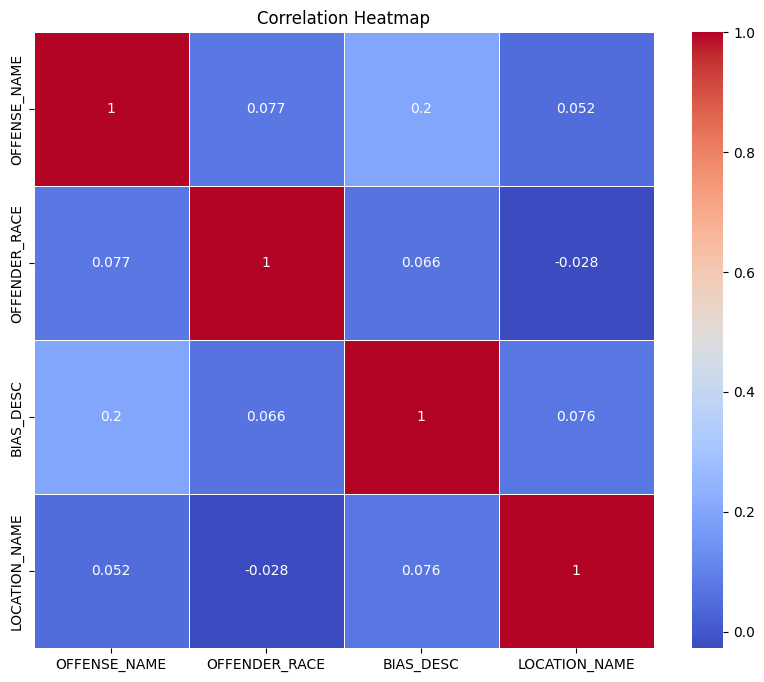 Correlation Heatmap
OFFENSE_NAME 1 0.077 0.2 0.052
OFFENDER_RACE 0.077 1 0.066 -0.028
BIAS_DESC 0.2 0.066 1 0.076
LOCATION_NAME 0.052 -0.028 0.076 1
OFFENSE_NAME OFFENDER_RACE BIAS_DESC LOCATION_NAME
1.0
0.8
0.6
0.4
0.2
0.0